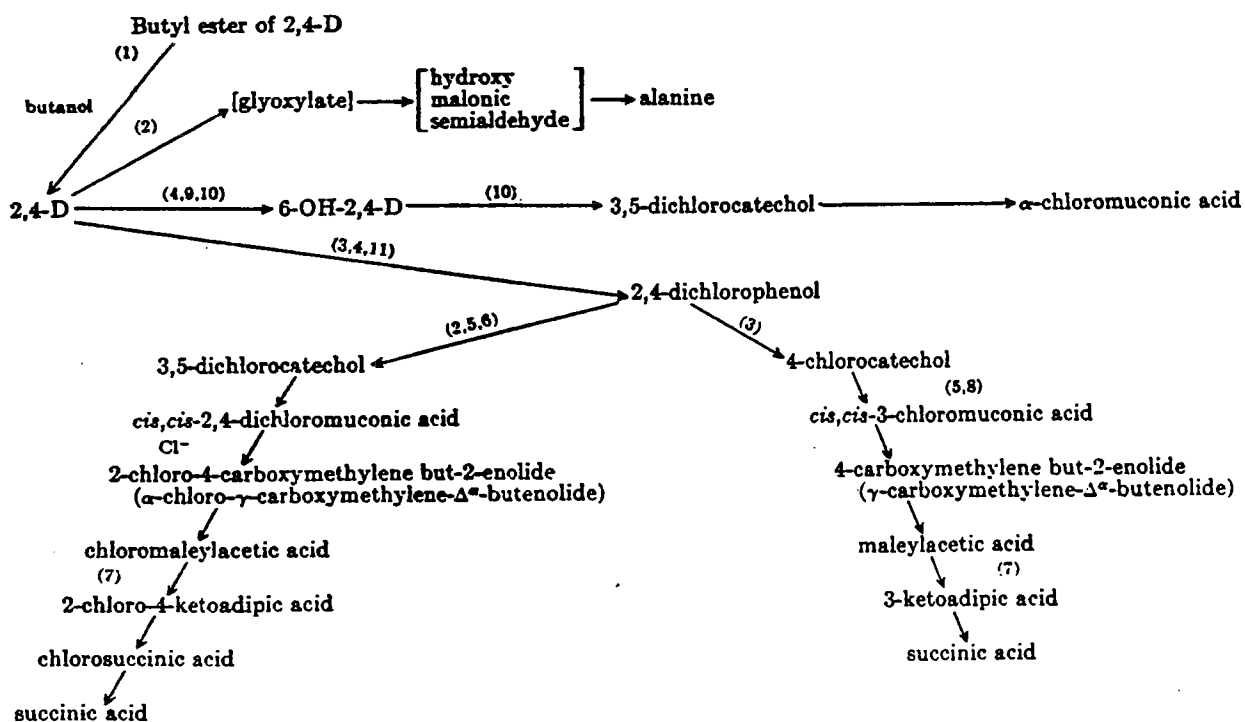 Butyl ester of 2,4-D
(1)
butanol
(2)
[glyoxylate]
hydroxy
malonic
semialdehyde
alanine
2,4-D
(4,9,10)
6-OH-2,4-D
(10)
3,5-dichlorocatechol
α-chloromuconic acid
(3,4,11)
2,4-dichlorophenol
(2,5,6)
(3)
3,5-dichlorocatechol
4-chlorocatechol
(5,8)
cis,cis-2,4-dichloromuconic acid
cis,cis-3-chloromuconic acid
Cl⁻
2-chloro-4-carboxymethylene but-2-enolide
(α-chloro-γ-carboxymethylene-Δᵅ-butenolide)
4-carboxymethylene but-2-enolide
(γ-carboxymethylene-Δᵅ-butenolide)
chloromaleylacetic acid
maleylacetic acid
(7)
(7)
2-chloro-4-ketoadipic acid
3-ketoadipic acid
chlorosuccinic acid
succinic acid
succinic acid